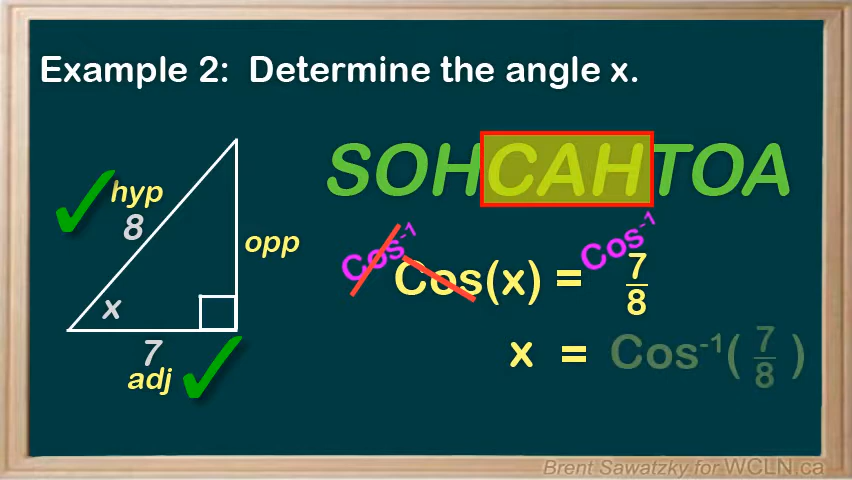 Example 2: Determine the angle x.
SOHCAHTOA
hyp
8
opp
x
7
adj
Cos⁻¹ Cos(x) = Cos⁻¹ 7/8
x = Cos⁻¹( 7/8 )
Brent Sawatzky for WCLN.ca